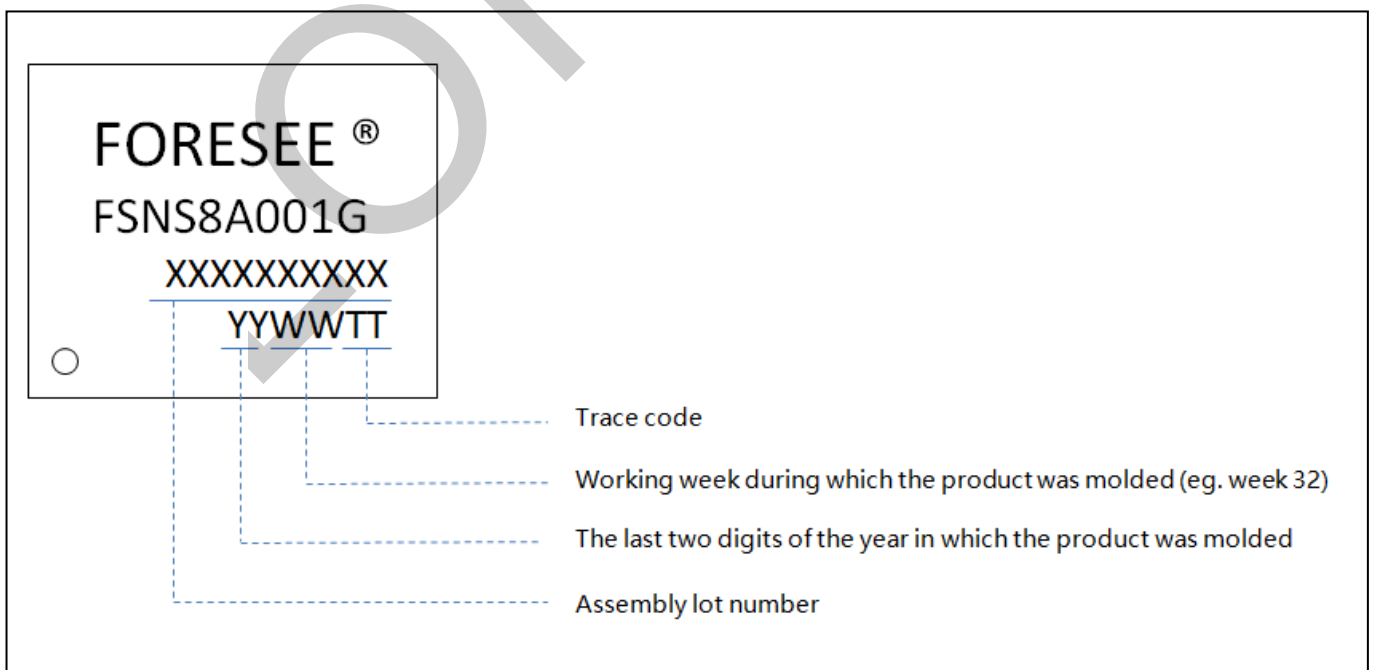 FORESEE ®
FSNS8A001G
XXXXXXXXXX
YYWWTT
Trace code
Working week during which the product was molded (eg. week 32)
The last two digits of the year in which the product was molded
Assembly lot number